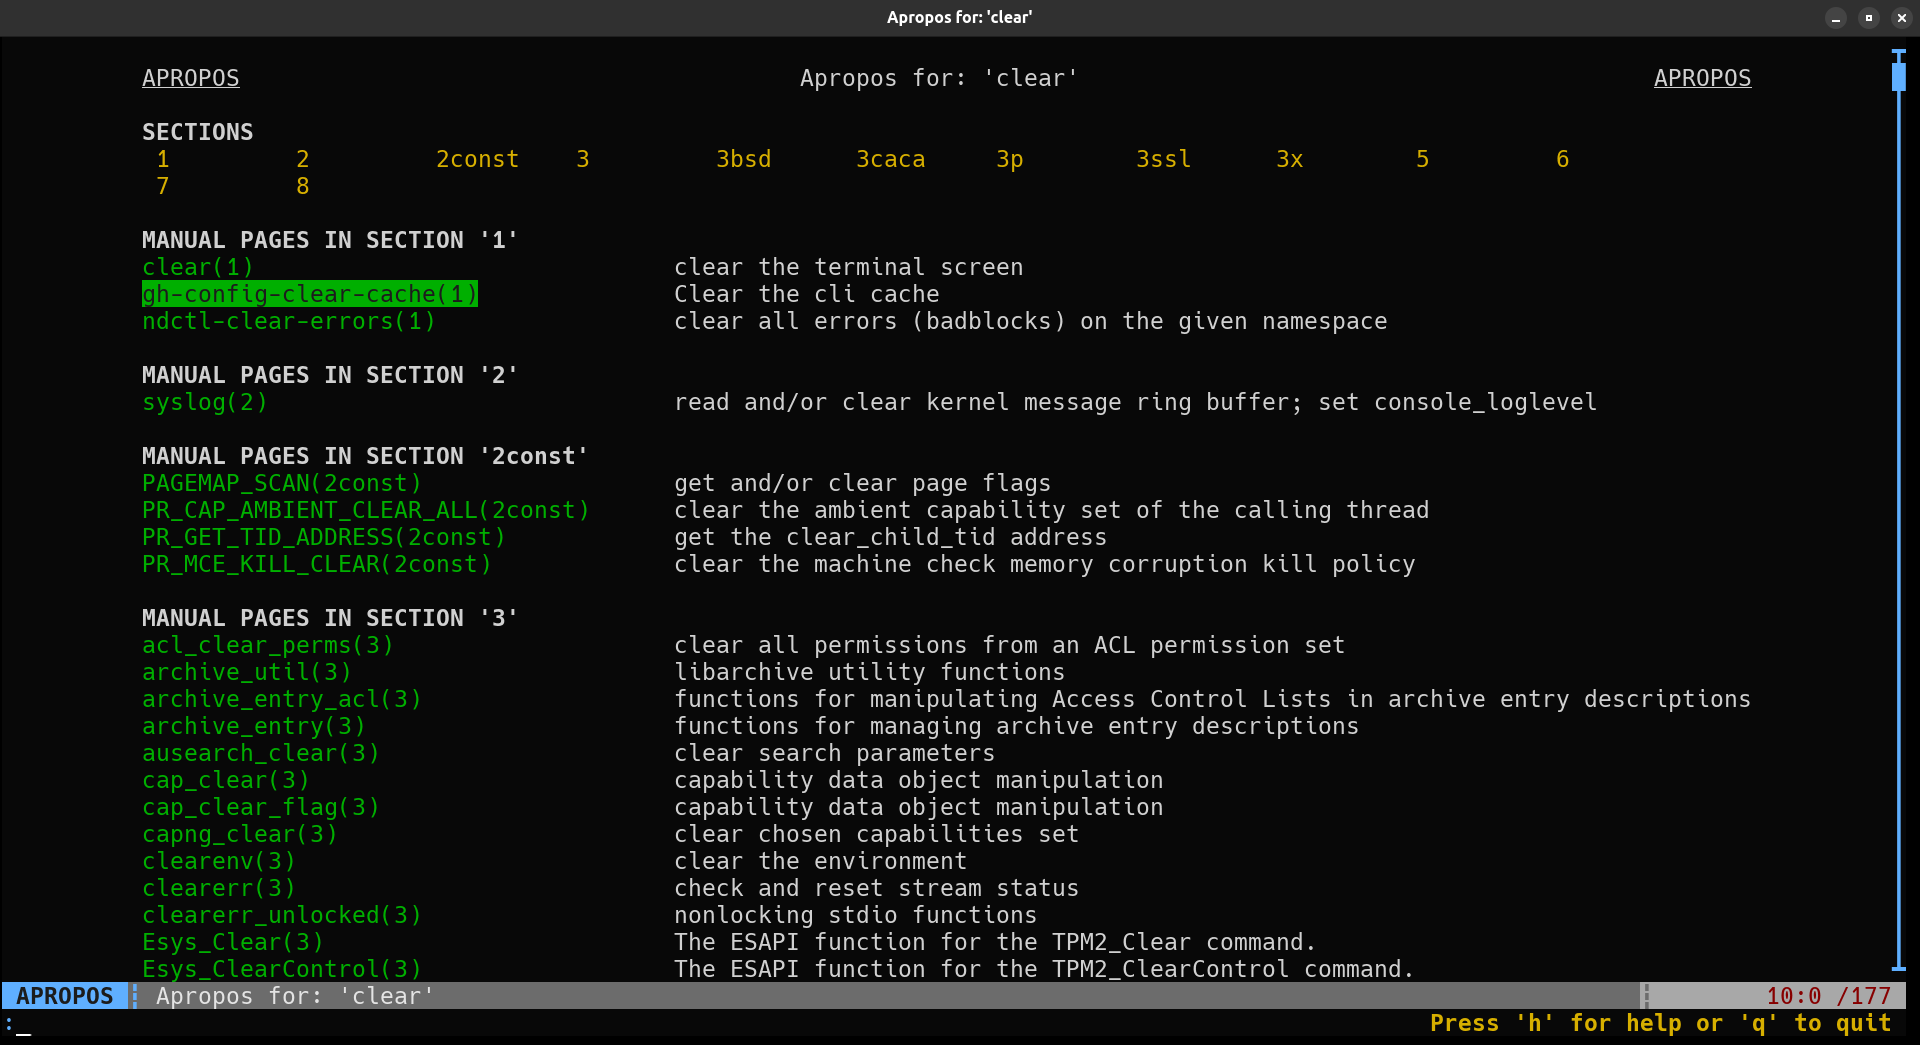 Apropos for: 'clear'
APROPOS Apropos for: 'clear' APROPOS
SECTIONS
1 2 2const 3 3bsd 3caca 3p 3ssl 3x 5 6
7 8
MANUAL PAGES IN SECTION '1'
clear(1) clear the terminal screen
gh-config-clear-cache(1) Clear the cli cache
ndctl-clear-errors(1) clear all errors (badblocks) on the given namespace
MANUAL PAGES IN SECTION '2'
syslog(2) read and/or clear kernel message ring buffer; set console_loglevel
MANUAL PAGES IN SECTION '2const'
PAGEMAP_SCAN(2const) get and/or clear page flags
PR_CAP_AMBIENT_CLEAR_ALL(2const) clear the ambient capability set of the calling thread
PR_GET_TID_ADDRESS(2const) get the clear_child_tid address
PR_MCE_KILL_CLEAR(2const) clear the machine check memory corruption kill policy
MANUAL PAGES IN SECTION '3'
acl_clear_perms(3) clear all permissions from an ACL permission set
archive_util(3) libarchive utility functions
archive_entry_acl(3) functions for manipulating Access Control Lists in archive entry descriptions
archive_entry(3) functions for managing archive entry descriptions
ausearch_clear(3) clear search parameters
cap_clear(3) capability data object manipulation
cap_clear_flag(3) capability data object manipulation
capng_clear(3) clear chosen capabilities set
clearenv(3) clear the environment
clearerr(3) check and reset stream status
clearerr_unlocked(3) nonlocking stdio functions
Esys_Clear(3) The ESAPI function for the TPM2_Clear command.
Esys_ClearControl(3) The ESAPI function for the TPM2_ClearControl command.
APROPOS Apropos for: 'clear' 10:0 /177
:_ Press 'h' for help or 'q' to quit